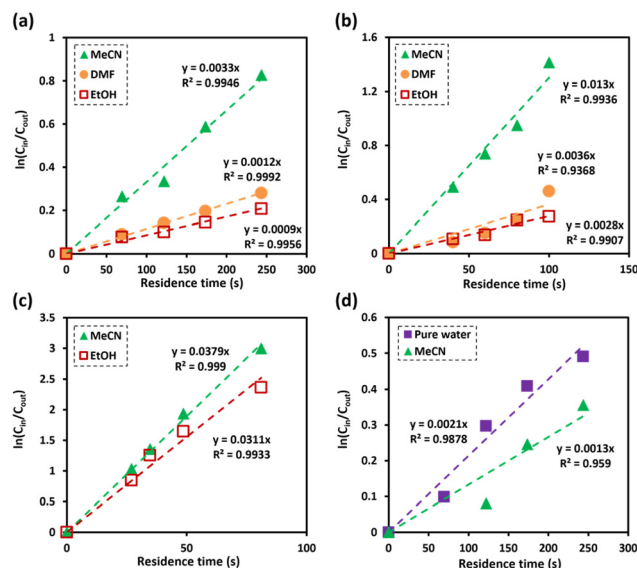 (a)
1
0.8
0.6
0.4
0.2
0
ln(Cin/Cout)
MeCN
DMF
EtOH
y = 0.0033x
R² = 0.9946
y = 0.0012x
R² = 0.9992
y = 0.0009x
R² = 0.9956
0 50 100 150 200 250 300
Residence time (s)
(b)
1.6
1.2
0.8
0.4
0
ln(Cin/Cout)
MeCN
DMF
EtOH
y = 0.013x
R² = 0.9936
y = 0.0036x
R² = 0.9368
y = 0.0028x
R² = 0.9907
0 50 100 150
Residence time (s)
(c)
3.5
3
2.5
2
1.5
1
0.5
0
ln(Cin/Cout)
MeCN
EtOH
y = 0.0379x
R² = 0.999
y = 0.0311x
R² = 0.9933
0 50 100
Residence time (s)
(d)
0.6
0.5
0.4
0.3
0.2
0.1
0
ln(Cin/Cout)
Pure water
MeCN
y = 0.0021x
R² = 0.9878
y = 0.0013x
R² = 0.959
0 50 100 150 200 250 300
Residence time (s)